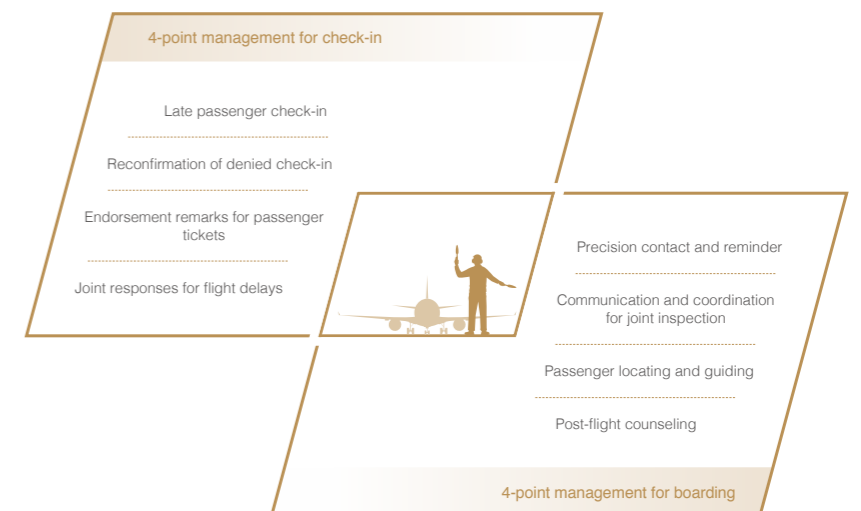 4-point management for check-in
Late passenger check-in
Reconfirmation of denied check-in
Endorsement remarks for passenger
tickets
Joint responses for flight delays
Precision contact and reminder
Communication and coordination
for joint inspection
Passenger locating and guiding
Post-flight counseling
4-point management for boarding